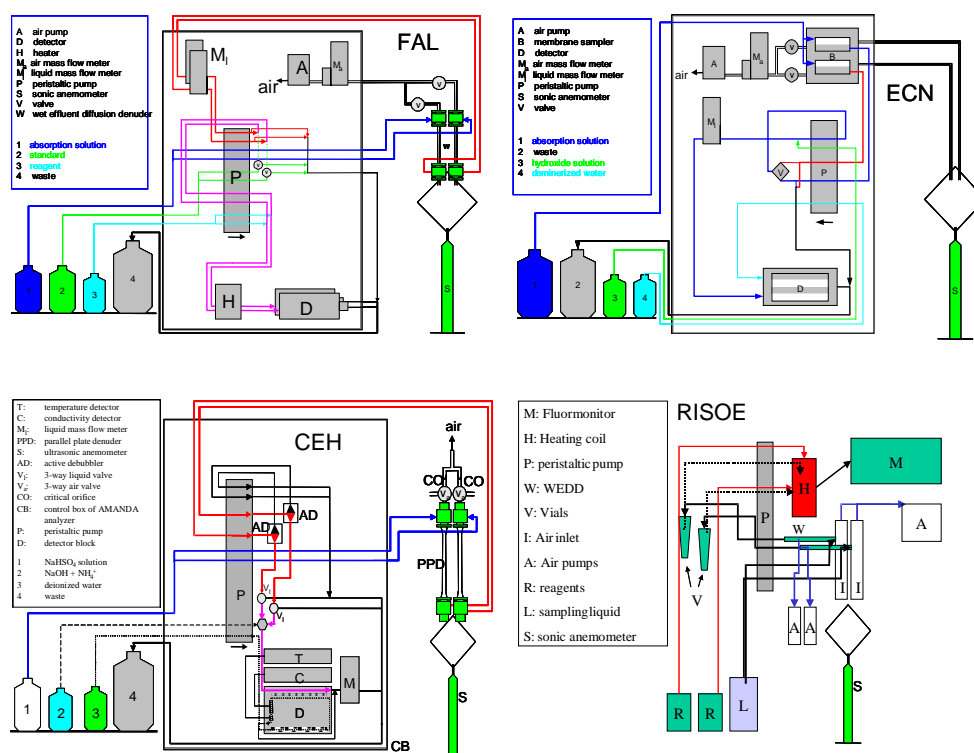 A air pump
D detector
H heater
Ma air mass flow meter
Ml liquid mass flow meter
P peristaltic pump
S sonic anemometer
V valve
W wet effluent diffusion denuder
1 absorption solution
2 standard
3 reagent
4 waste
FAL
Ml
A
Ma
air
V
V
W
P
V
V
H
D
S
1
2
3
4
A air pump
B membrane sampler
D detector
Ma air mass flow meter
Ml liquid mass flow meter
P peristaltic pump
S sonic anemometer
V valve
1 absorption solution
2 waste
3 hydroxide solution
4 deminerized water
ECN
V
V
B
A
Ma
air
Ml
V
P
D
S
1
2
3
4
T: temperature detector
C: conductivity detector
Ml: liquid mass flow meter
PPD: parallel plate denuder
S: ultrasonic anemometer
AD: active debubbler
Vl: 3-way liquid valve
Va: 3-way air valve
CO: critical orifice
CB: control box of AMANDA
analyzer
P: peristaltic pump
D: detector block
1 NaHSO4 solution
2 NaOH + NH4+
3 deionized water
4 waste
CEH
air
CO
CO
Va
Va
AD
AD
PPD
P
Vl
Vl
T
C
M
D
S
CB
1
2
3
4
M: Fluormonitor
H: Heating coil
P: peristaltic pump
W: WEDD
V: Vials
I: Air inlet
A: Air pumps
R: reagents
L: sampling liquid
S: sonic anemometer
RISOE
M
H
P
W
A
V
I
I
A
A
S
R
R
L